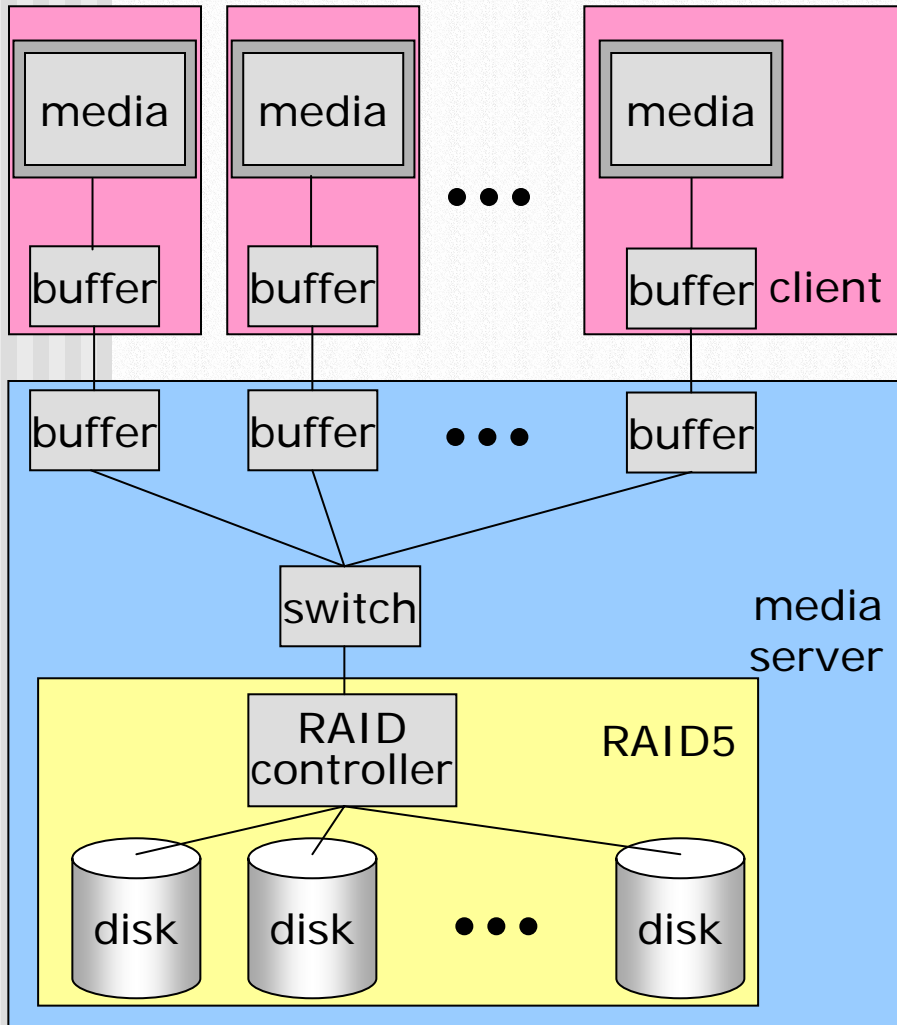 media
media
media
buffer
buffer
buffer
client
buffer
buffer
buffer
switch
media
server
RAID
controller
RAID5
disk
disk
disk